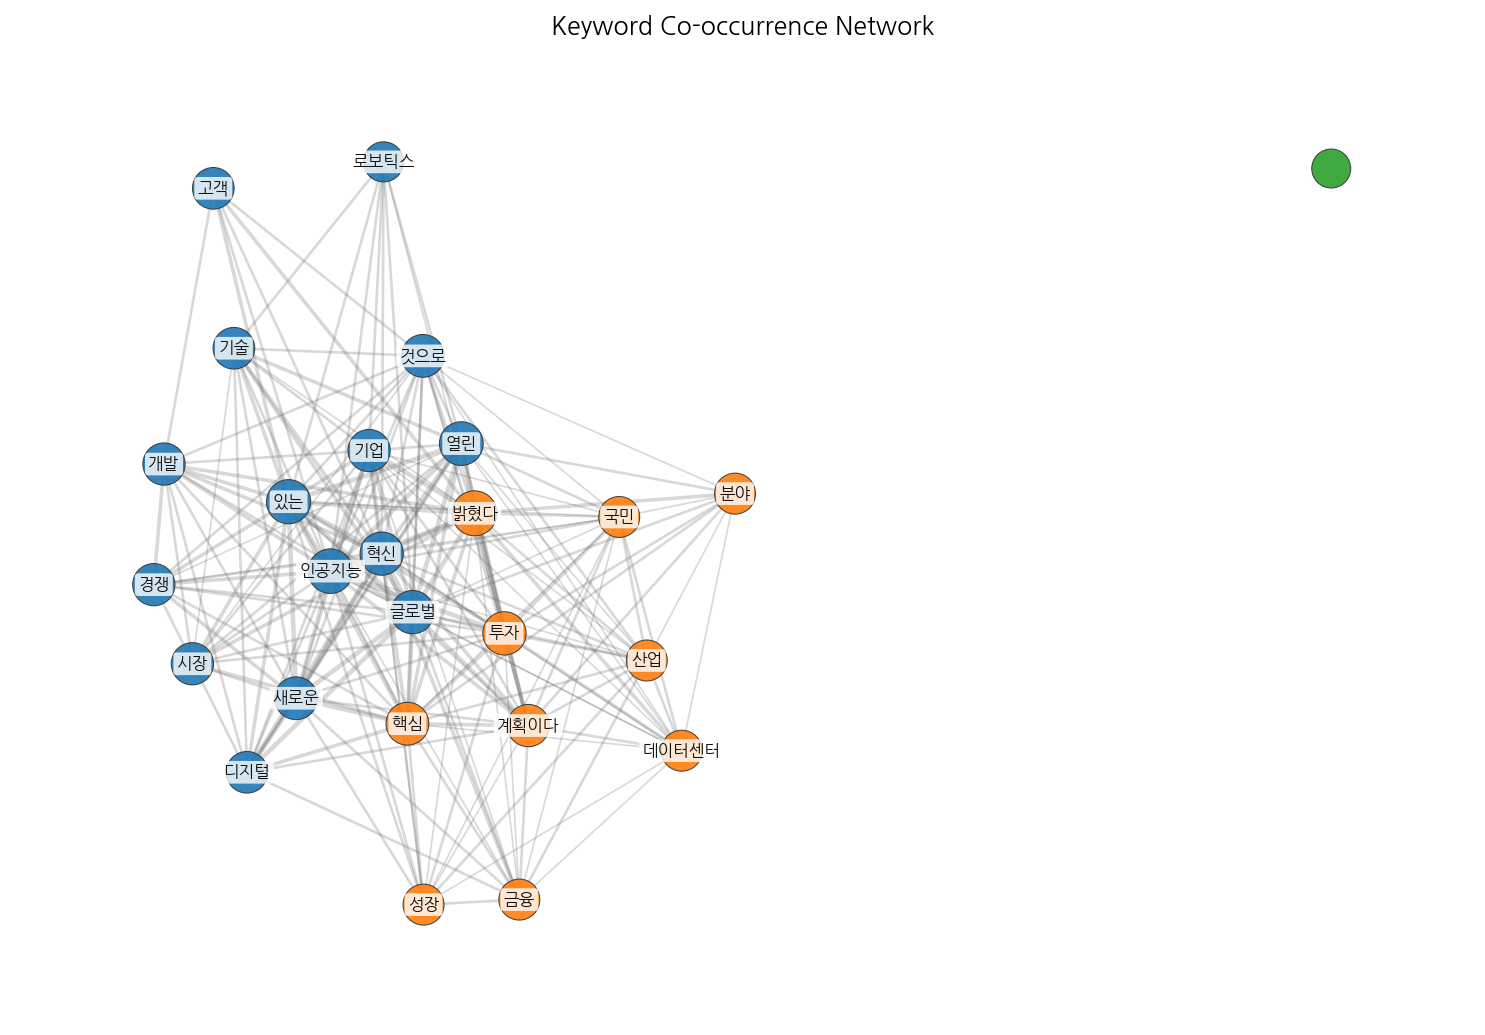 Keyword Co-occurrence Network
로보틱스
고객
기술
것으로
열린
기업
개발
있는
분야
밝혔다
국민
혁신
인공지능
경쟁
글로벌
투자
산업
시장
새로운
핵심
계획이다
데이터센터
디지털
금융
성장